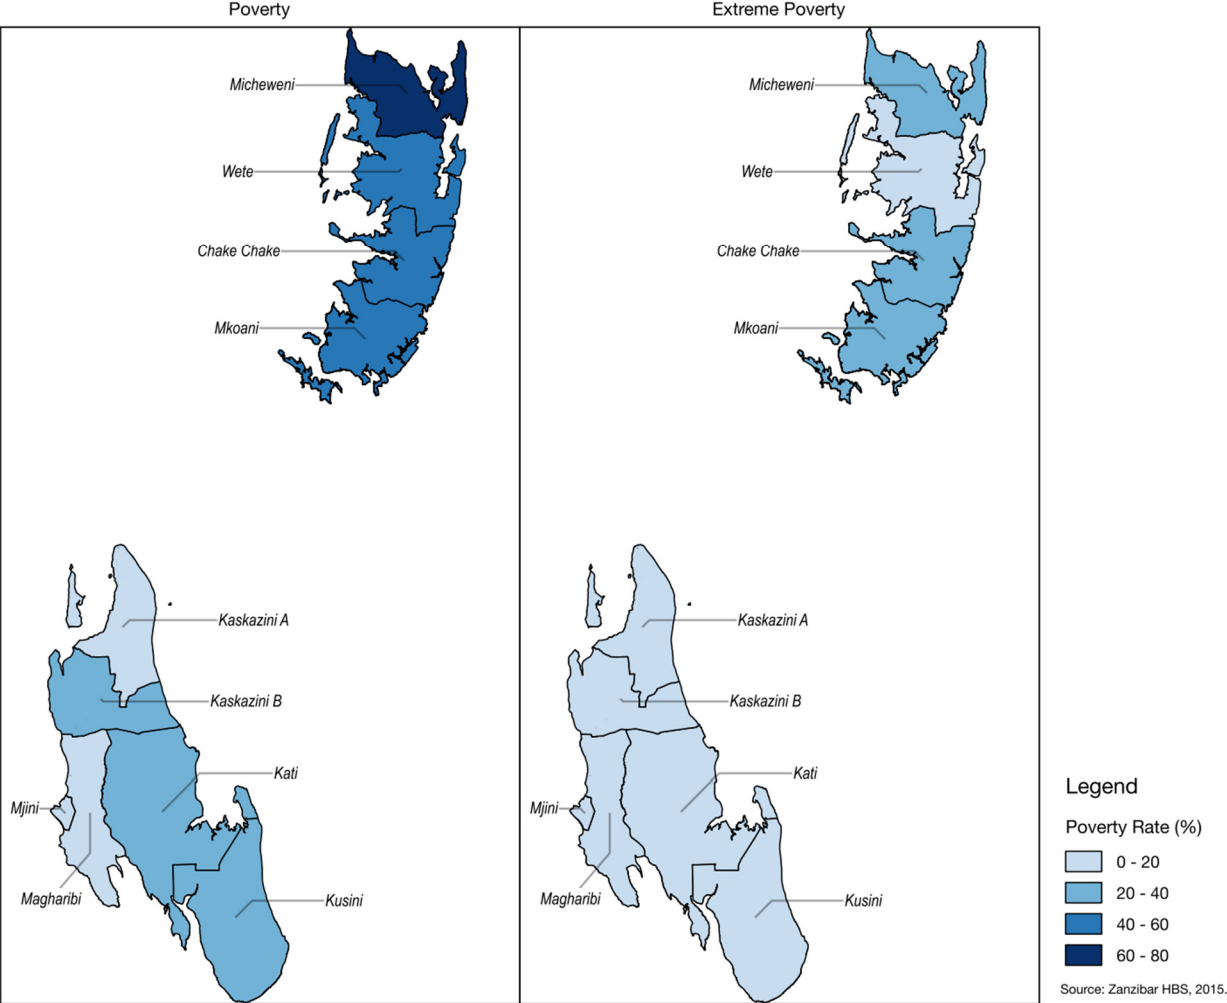 Poverty
Extreme Poverty
Micheweni
Wete
Chake Chake
Mkoani
Kaskazini A
Kaskazini B
Kati
Mjini
Magharibi
Kusini
Micheweni
Wete
Chake Chake
Mkoani
Kaskazini A
Kaskazini B
Kati
Mjini
Magharibi
Kusini
Legend
Poverty Rate (%)
0 - 20
20 - 40
40 - 60
60 - 80
Source: Zanzibar HBS, 2015.